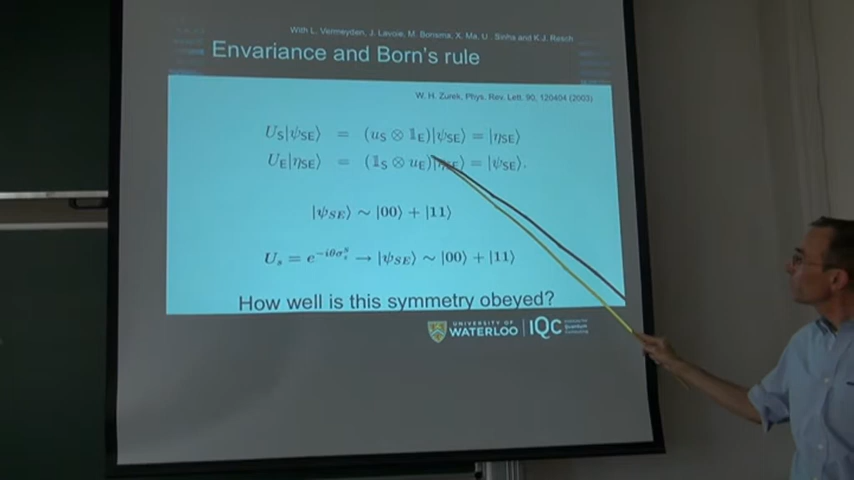 With L. Vermeyden, J. Lavoie, M. Bonsma, X. Ma, U. Sinha and K.J. Resch
Envariance and Born's rule
W. H. Zurek, Phys. Rev. Lett. 90, 120404 (2003)
U_S|ψ_SE⟩ = (u_S ⊗ 𝟙_E)|ψ_SE⟩ = |η_SE⟩
U_E|η_SE⟩ = (𝟙_S ⊗ u_E)|η_SE⟩ = |ψ_SE⟩.
|ψ_SE⟩ ~ |00⟩ + |11⟩
→ |ψ_SE⟩ ~ |00⟩ + |11⟩
How well is this symmetry obeyed?
UNIVERSITY OF
WATERLOO
IQC